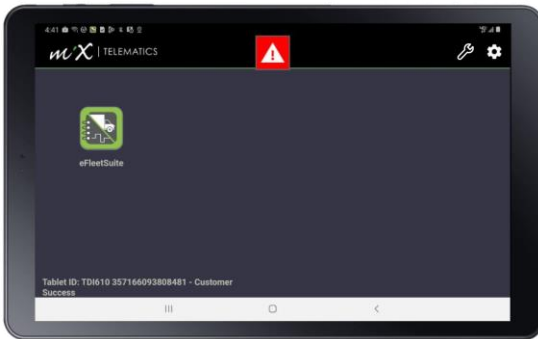 4:41
MiX | TELEMATICS
eFleetSuite
Tablet ID: TDI610 357166093808481 - Customer
Success